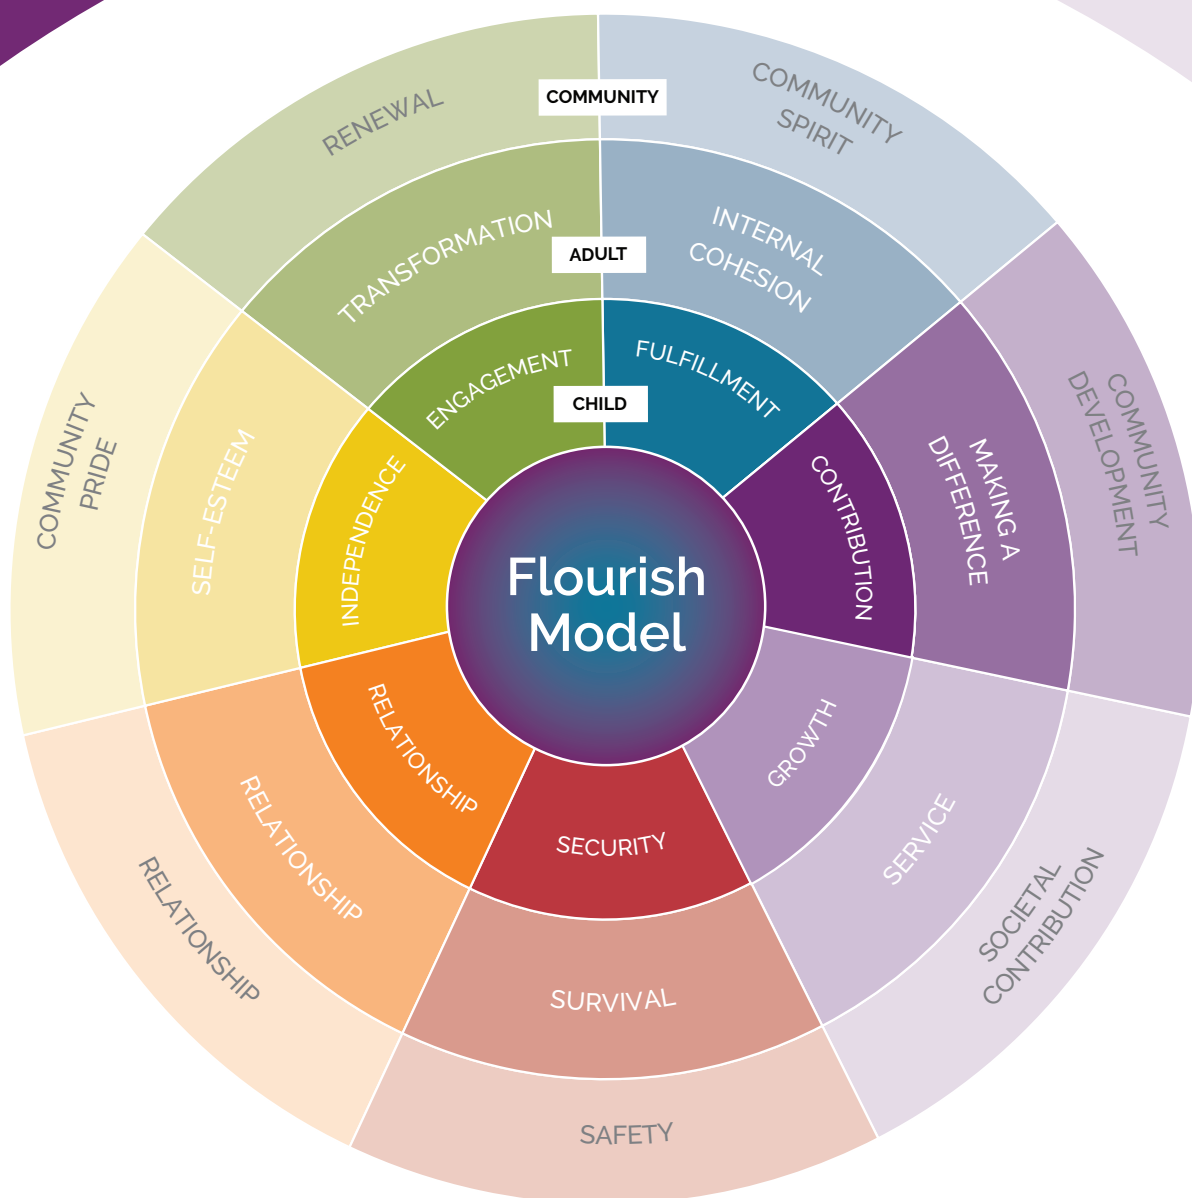 COMMUNITY
RENEWAL
COMMUNITY
SPIRIT
COMMUNITY
DEVELOPMENT
SOCIETAL
CONTRIBUTION
SAFETY
RELATIONSHIP
COMMUNITY
PRIDE
ADULT
TRANSFORMATION
INTERNAL
COHESION
MAKING A
DIFFERENCE
SERVICE
SURVIVAL
RELATIONSHIP
SELF-ESTEEM
CHILD
ENGAGEMENT
FULFILLMENT
CONTRIBUTION
GROWTH
SECURITY
RELATIONSHIP
INDEPENDENCE
Flourish
Model